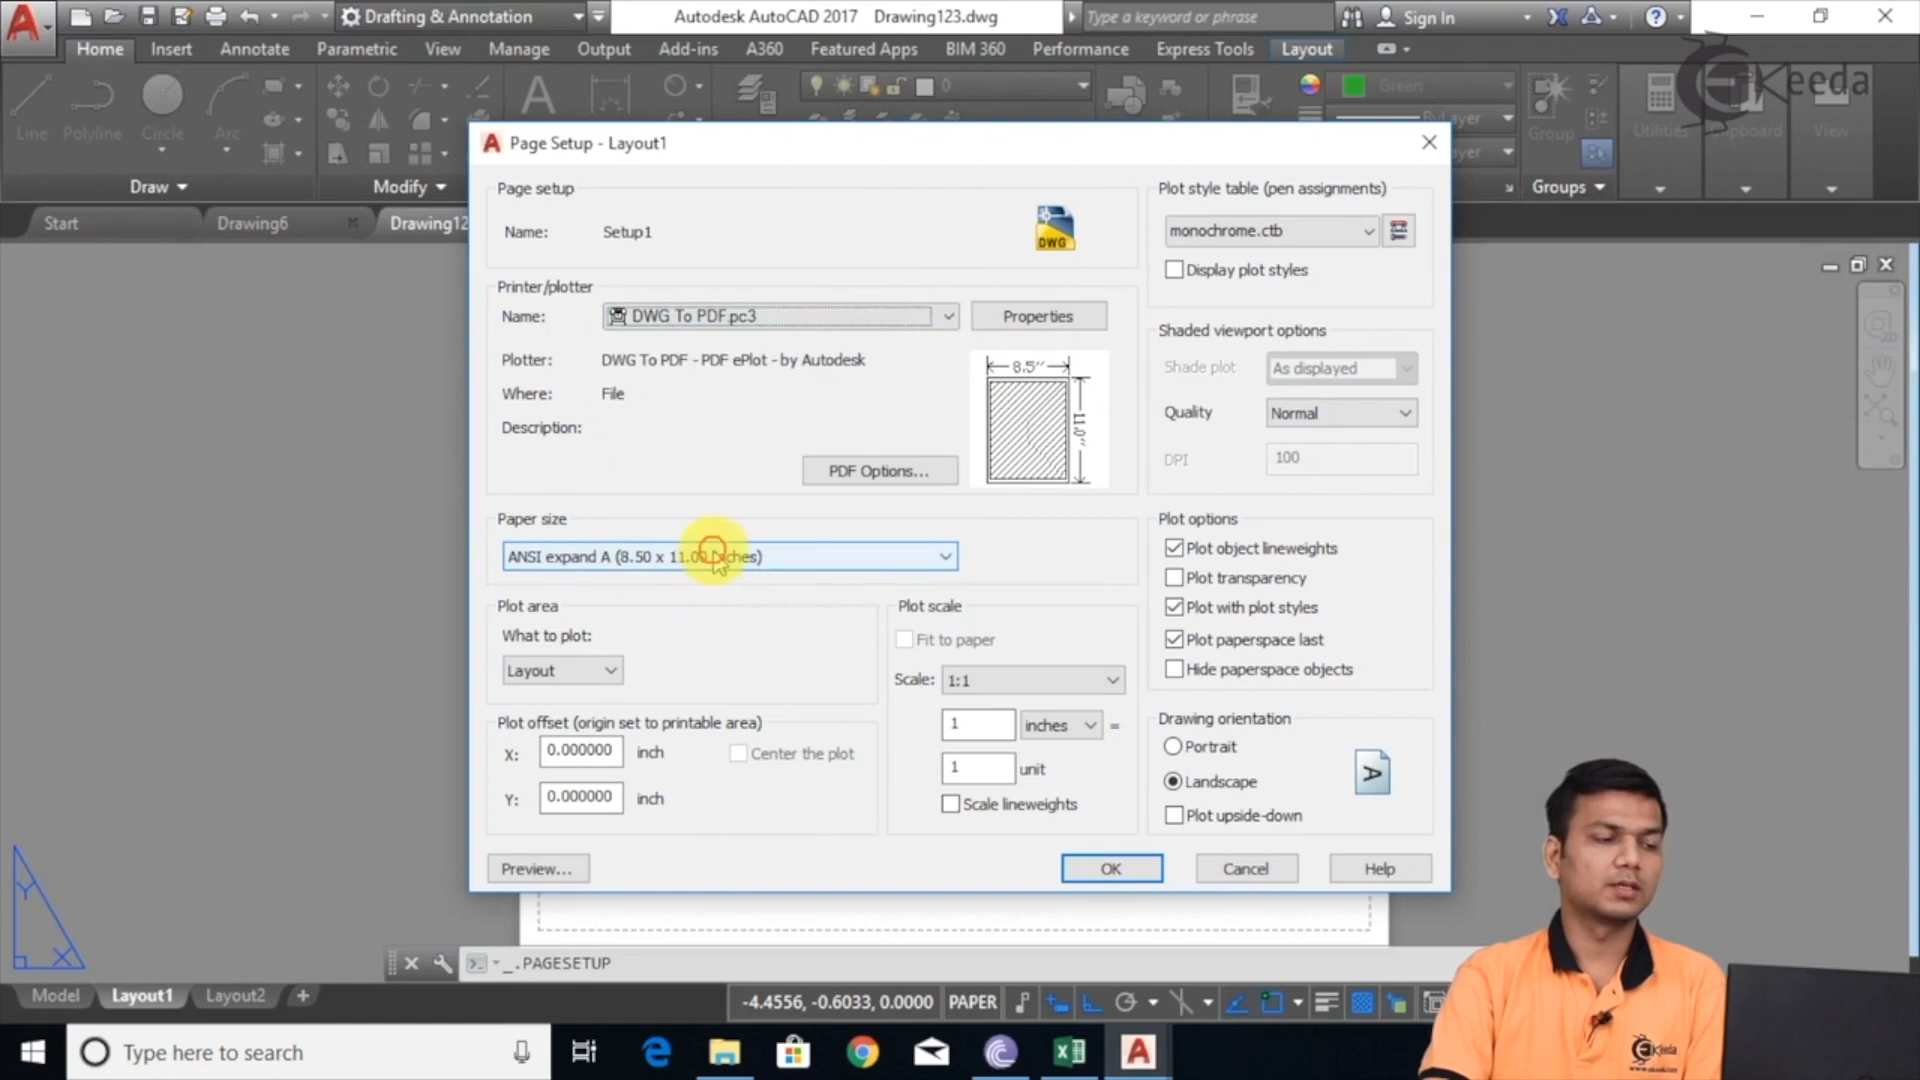 Drafting & Annotation
Autodesk AutoCAD 2017 Drawing123.dwg
Type a keyword or phrase
Sign In
Home Insert Annotate Parametric View Manage Output Add-ins A360 Featured Apps BIM 360 Performance Express Tools Layout
Keeda
0
Green
Line Polyline Circle Arc
Group
Utilities
View
Draw
Modify
Groups
Start
Drawing6
Page Setup - Layout1
Page setup
Name: Setup1
DWG
Printer/plotter
Name: DWG To PDF.pc3
Properties
Plotter: DWG To PDF - PDF ePlot - by Autodesk
Where: File
Description:
8.5″
11.0″
PDF Options...
Paper size
ANSI expand A (8.50 x 11.00 Inches)
Plot area
What to plot:
Layout
Plot offset (origin set to printable area)
X: 0.000000 inch
Center the plot
Y: 0.000000 inch
Plot scale
Fit to paper
Scale: 1:1
1 inches =
1 unit
Scale lineweights
Plot style table (pen assignments)
monochrome.ctb
Display plot styles
Shaded viewport options
Shade plot As displayed
Quality Normal
DPI 100
Plot options
Plot object lineweights
Plot transparency
Plot with plot styles
Plot paperspace last
Hide paperspace objects
Drawing orientation
Portrait
Landscape
Plot upside-down
A
Preview...
OK
Cancel
Help
Y
X
_.PAGESETUP
Model Layout1 Layout2 +
-4.4556, -0.6033, 0.0000 PAPER
Type here to search
Keeda